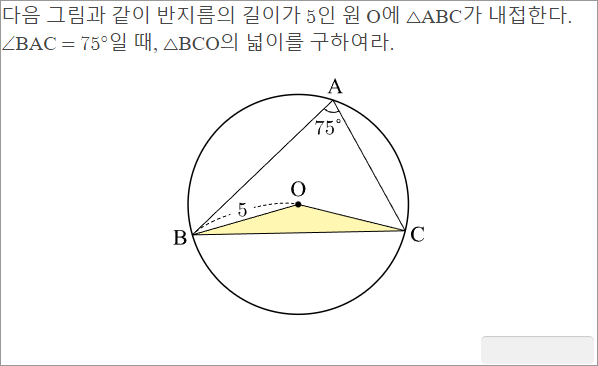 다음 그림과 같이 반지름의 길이가 5인 원 O에 △ABC가 내접한다.
∠BAC = 75°일 때, △BCO의 넓이를 구하여라.
A
75°
O
5
B
C